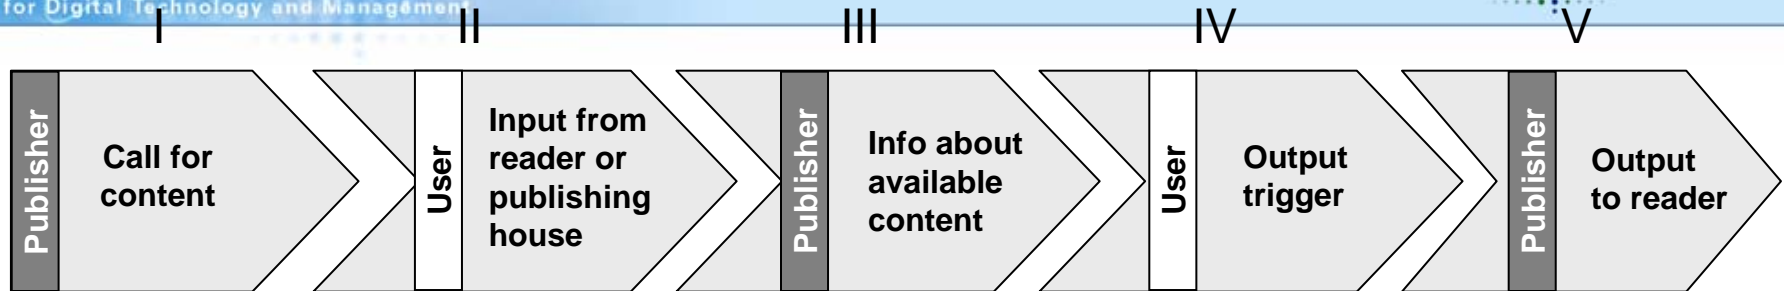 for Digital Technology and Management
I
II
III
IV
V
Publisher
Call for
content
User
Input from
reader or
publishing
house
Publisher
Info about
available
content
User
Output
trigger
Publisher
Output
to reader